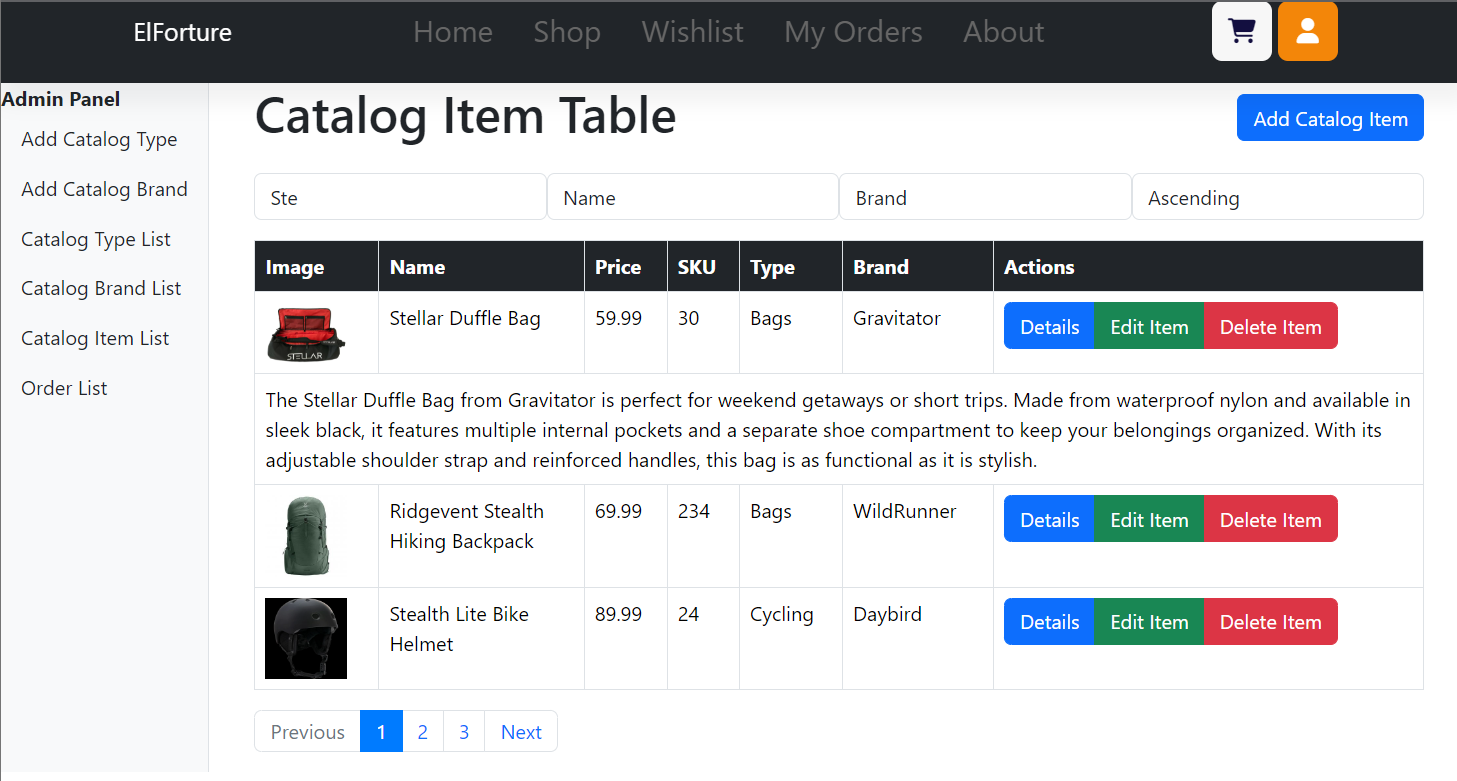 ElForture Home Shop Wishlist My Orders About
Admin Panel
Add Catalog Type
Add Catalog Brand
Catalog Type List
Catalog Brand List
Catalog Item List
Order List
Catalog Item Table
Add Catalog Item
Ste Name Brand Ascending
Image Name Price SKU Type Brand Actions
STELLAR
Stellar Duffle Bag 59.99 30 Bags Gravitator Details Edit Item Delete Item
The Stellar Duffle Bag from Gravitator is perfect for weekend getaways or short trips. Made from waterproof nylon and available in
sleek black, it features multiple internal pockets and a separate shoe compartment to keep your belongings organized. With its
adjustable shoulder strap and reinforced handles, this bag is as functional as it is stylish.
Ridgevent Stealth
Hiking Backpack
69.99 234 Bags WildRunner Details Edit Item Delete Item
Stealth Lite Bike
Helmet
89.99 24 Cycling Daybird Details Edit Item Delete Item
Previous 1 2 3 Next